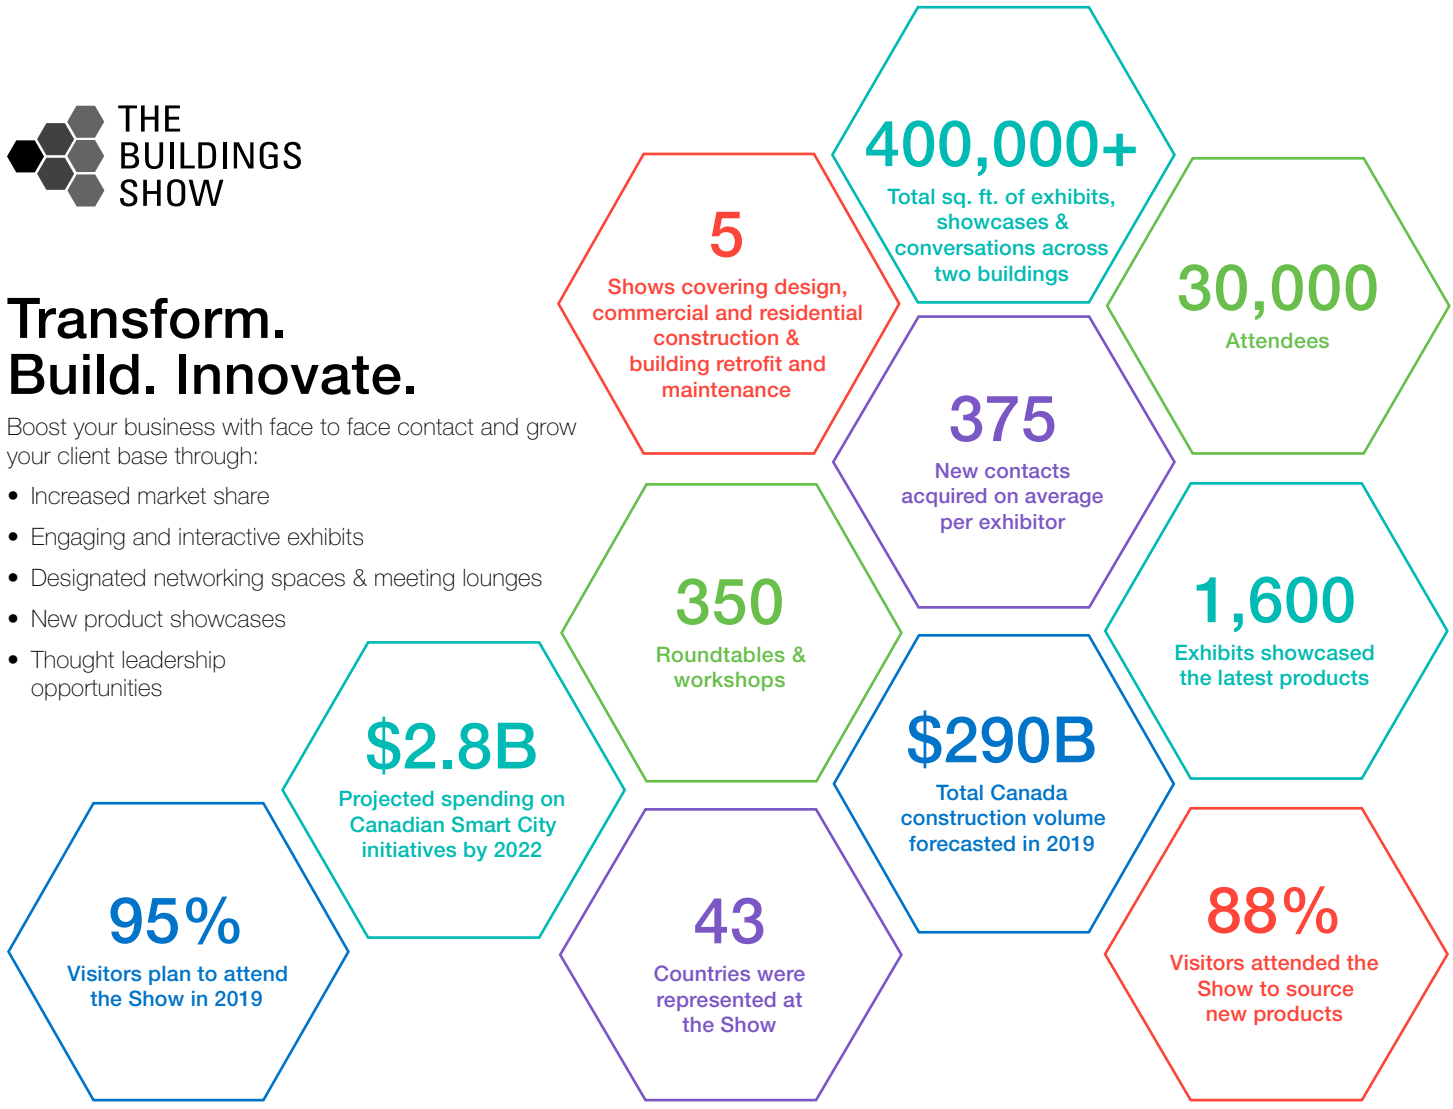 THE
BUILDINGS
SHOW
Transform.
Build. Innovate.
Boost your business with face to face contact and grow
your client base through:
• Increased market share
• Engaging and interactive exhibits
• Designated networking spaces & meeting lounges
• New product showcases
• Thought leadership
opportunities
400,000+
Total sq. ft. of exhibits,
showcases &
conversations across
two buildings
5
Shows covering design,
commercial and residential
construction &
building retrofit and
maintenance
30,000
Attendees
375
New contacts
acquired on average
per exhibitor
350
Roundtables &
workshops
1,600
Exhibits showcased
the latest products
$2.8B
Projected spending on
Canadian Smart City
initiatives by 2022
$290B
Total Canada
construction volume
forecasted in 2019
95%
Visitors plan to attend
the Show in 2019
43
Countries were
represented at
the Show
88%
Visitors attended the
Show to source
new products